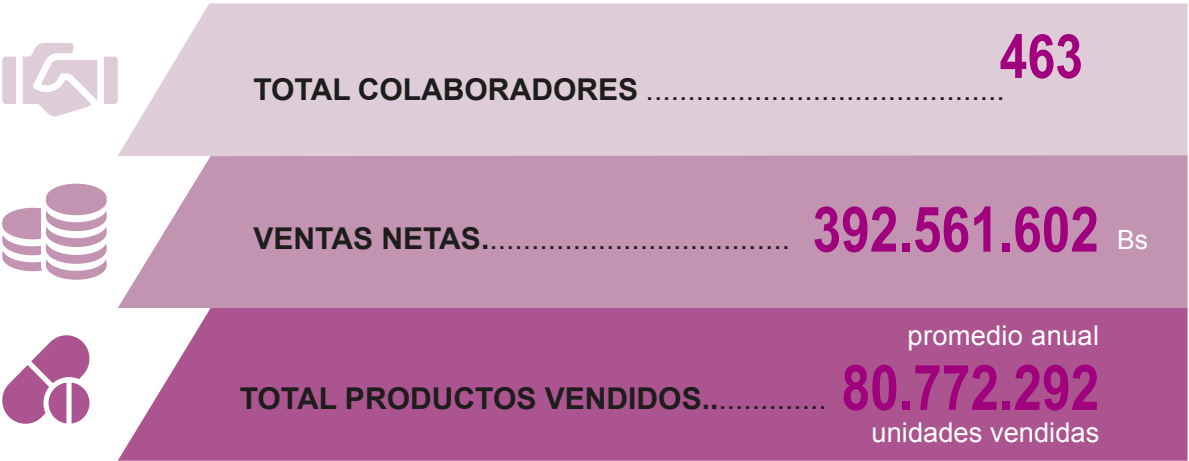 TOTAL COLABORADORES ........................................... 463
VENTAS NETAS..................................... 392.561.602 Bs
promedio anual
TOTAL PRODUCTOS VENDIDOS............... 80.772.292
unidades vendidas